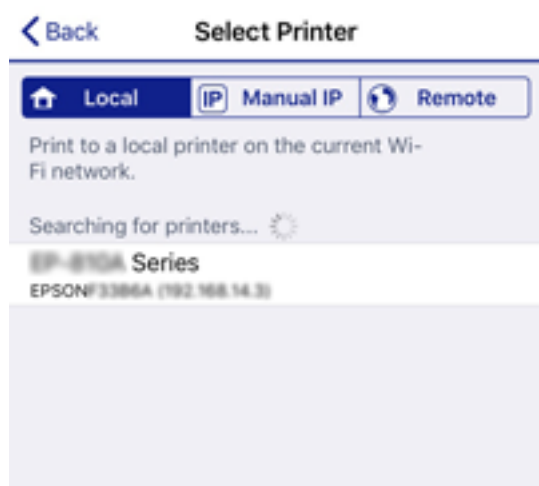 Back Select Printer
Local IP Manual IP Remote
Print to a local printer on the current Wi-
Fi network.
Searching for printers...
Series
EPSON